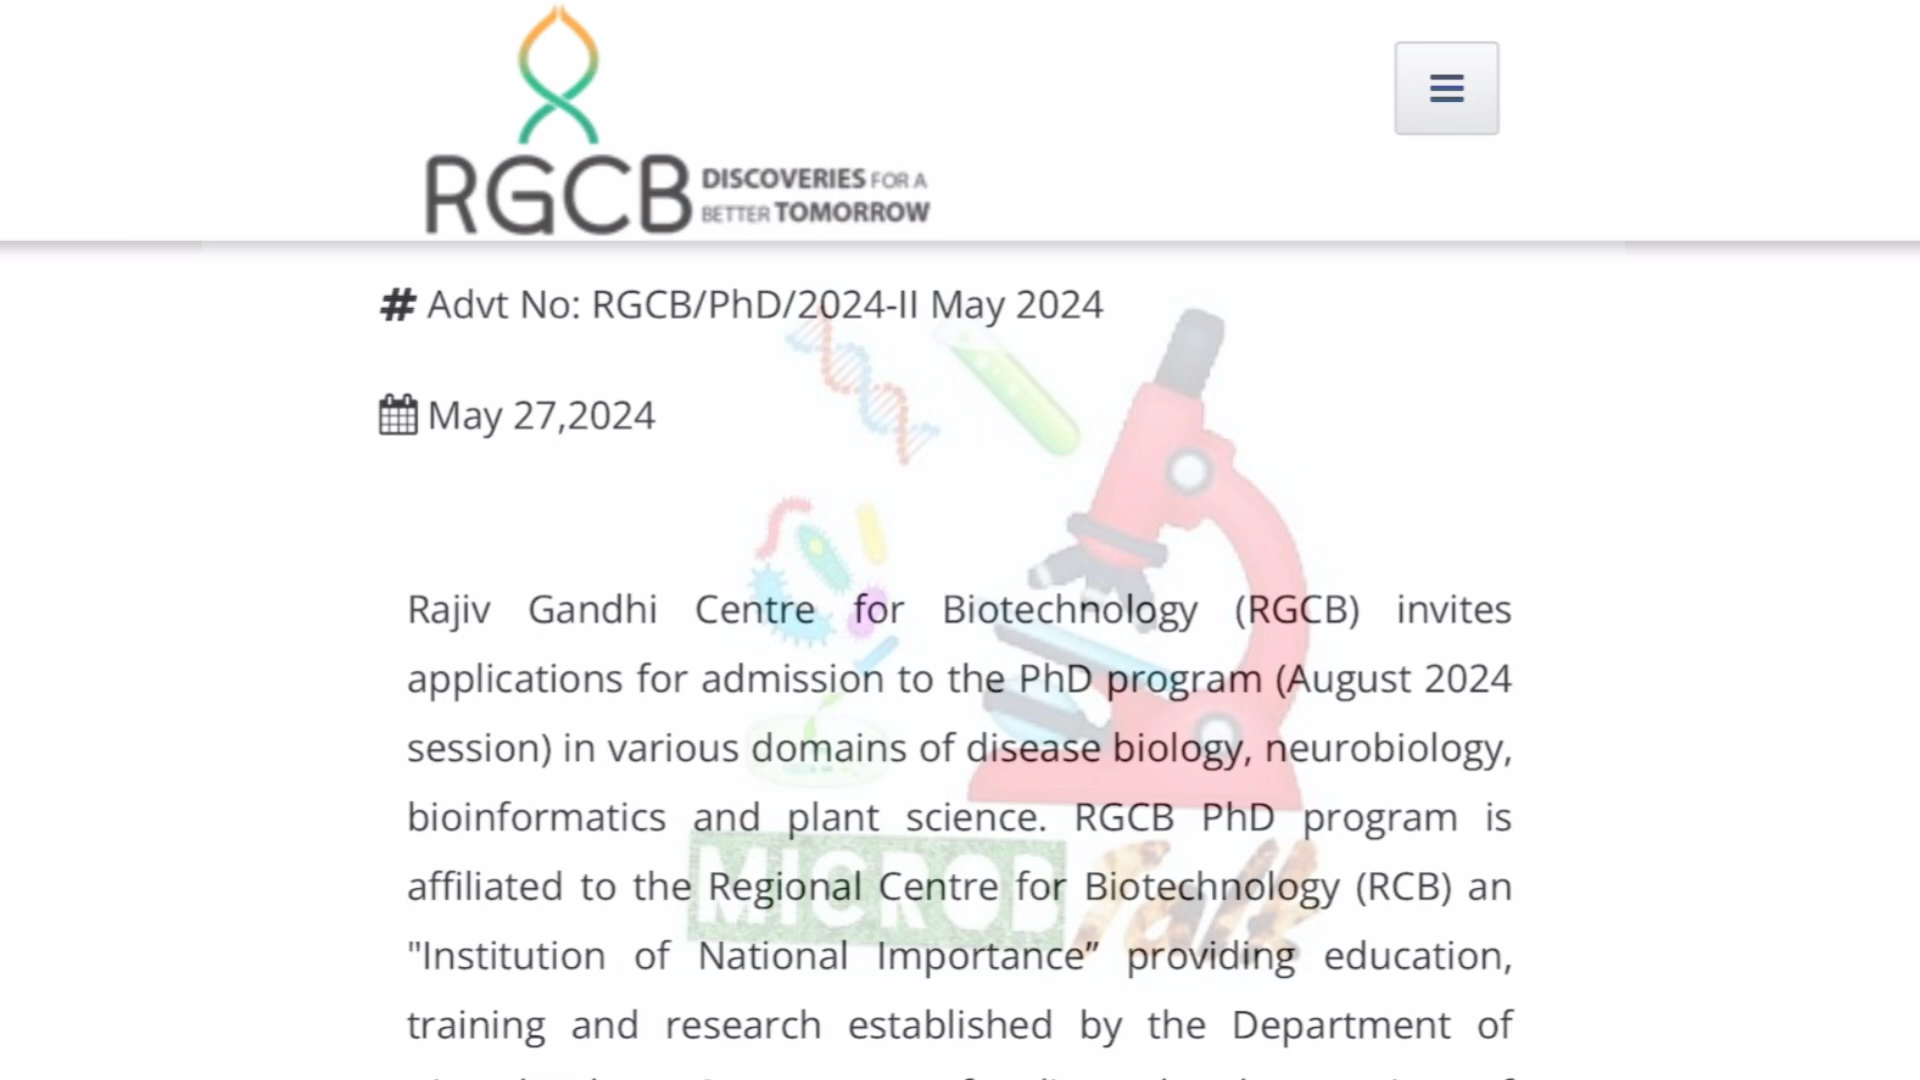 RGCB DISCOVERIES FOR A
BETTER TOMORROW
# Advt No: RGCB/PhD/2024-II May 2024
May 27,2024
Rajiv Gandhi Centre for Biotechnology (RGCB) invites
applications for admission to the PhD program (August 2024
session) in various domains of disease biology, neurobiology,
bioinformatics and plant science. RGCB PhD program is
affiliated to the Regional Centre for Biotechnology (RCB) an
"Institution of National Importance” providing education,
training and research established by the Department of
MICROB Talk